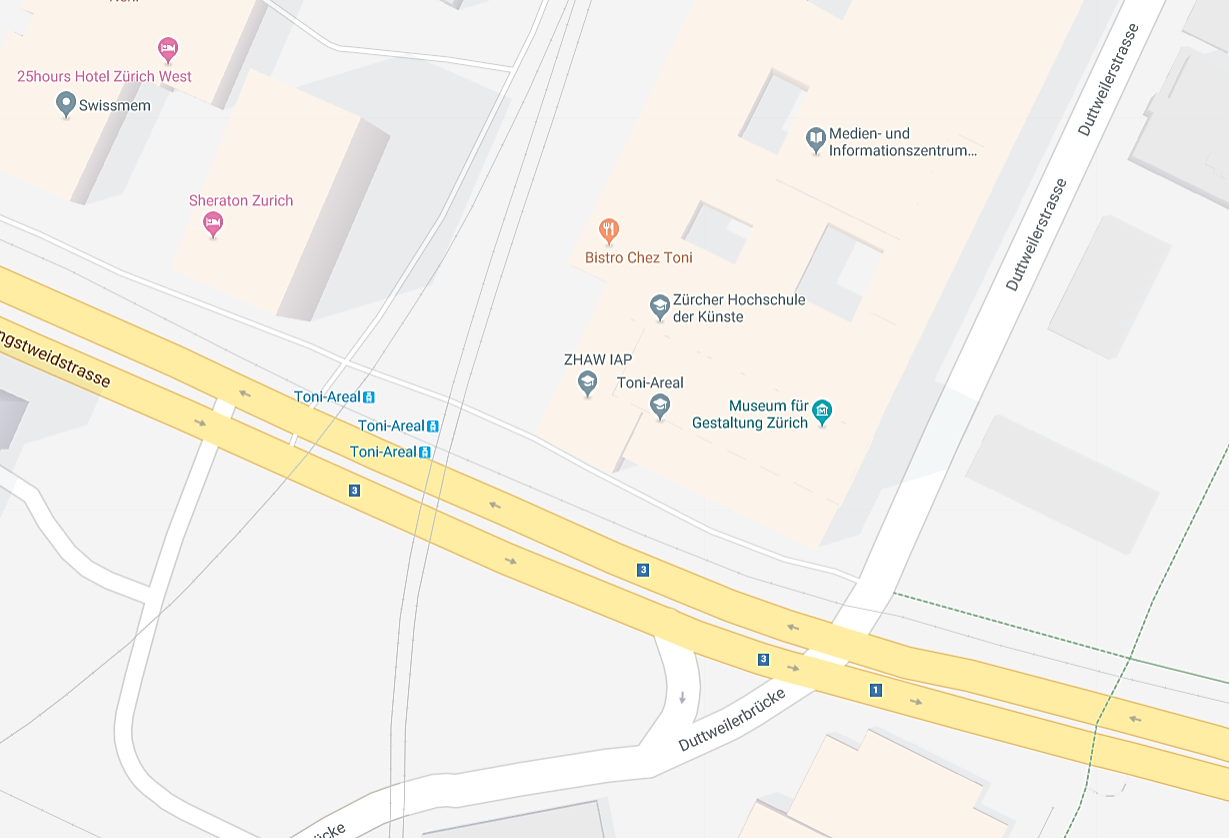 25hours Hotel Zürich West
Swissmem
Sheraton Zurich
Medien- und
Informationszentrum...
Duttweilerstrasse
Duttweilerstrasse
Bistro Chez Toni
Zürcher Hochschule
der Künste
ZHAW IAP
Toni-Areal
Museum für
Gestaltung Zürich
ngstweidstrasse
Toni-Areal
Toni-Areal
Toni-Areal
3
3
3
1
Duttweilerbrücke
ücke